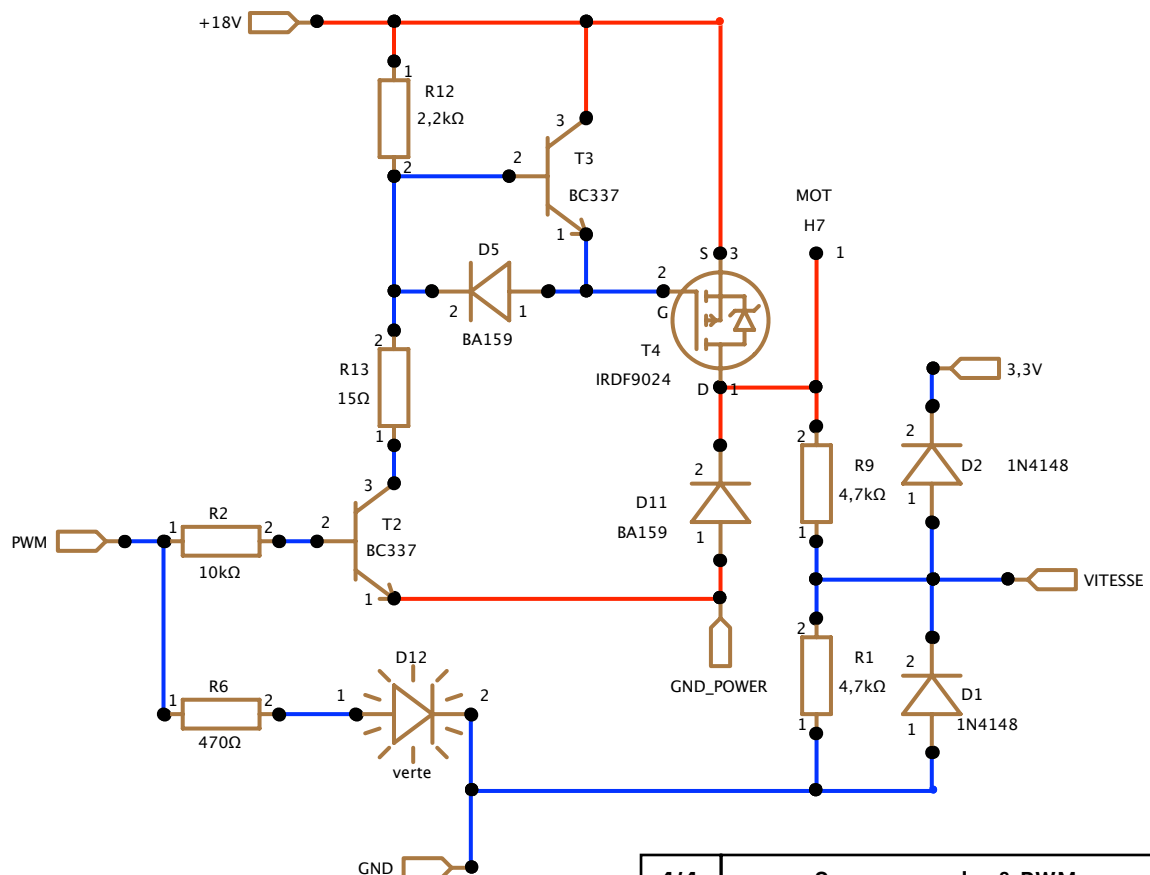 +18V
1
R12
2,2kΩ
2
3
2
T3
BC337
1
MOT
H7
1
S
3
D5
2
1
BA159
2
G
T4
IRDF9024
D
1
2
R13
15Ω
1
3,3V
2
D2
1N4148
1
2
R9
4,7kΩ
1
2
D11
BA159
1
3
2
T2
BC337
1
PWM
1
R2
2
10kΩ
VITESSE
GND_POWER
2
R1
4,7kΩ
1
2
D1
1N4148
1
1
R6
2
470Ω
D12
1
2
verte
GND